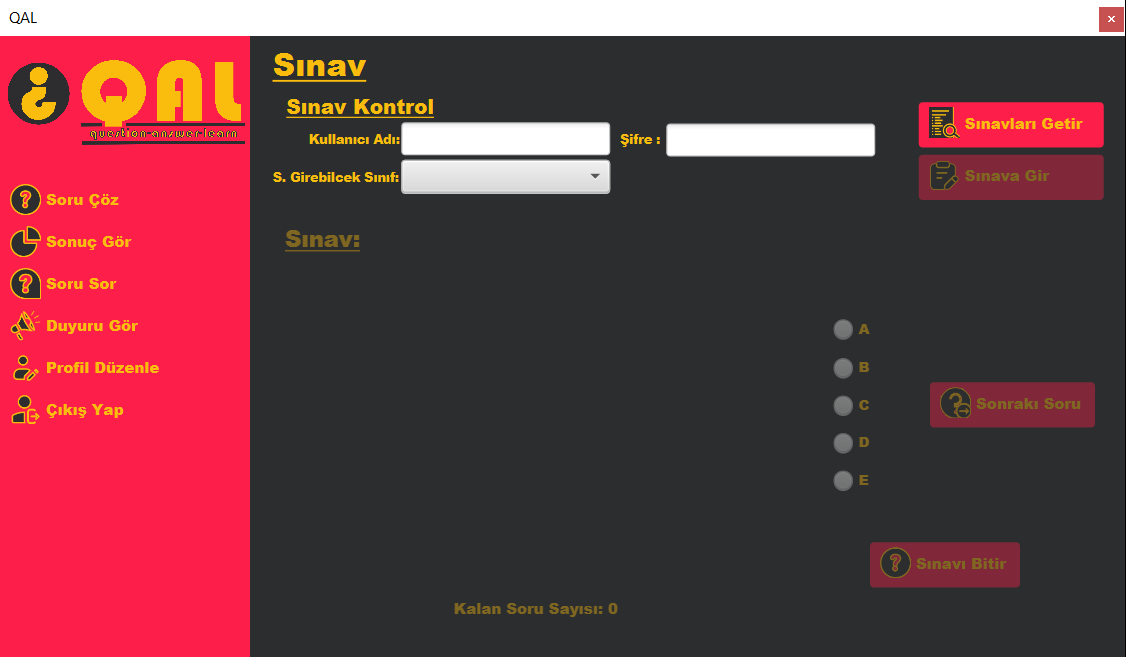 QAL
QAL
question-answer-learn
Soru Çöz
Sonuç Gör
Soru Sor
Duyuru Gör
Profil Düzenle
Çıkış Yap
Sınav
Sınav Kontrol
Kullanıcı Adı:
Şifre :
S. Girebilcek Sınıf:
Sınavları Getir
Sınava Gir
Sınav:
A
B
C
D
E
Sonrakı Soru
Sınavı Bitir
Kalan Soru Sayısı: 0